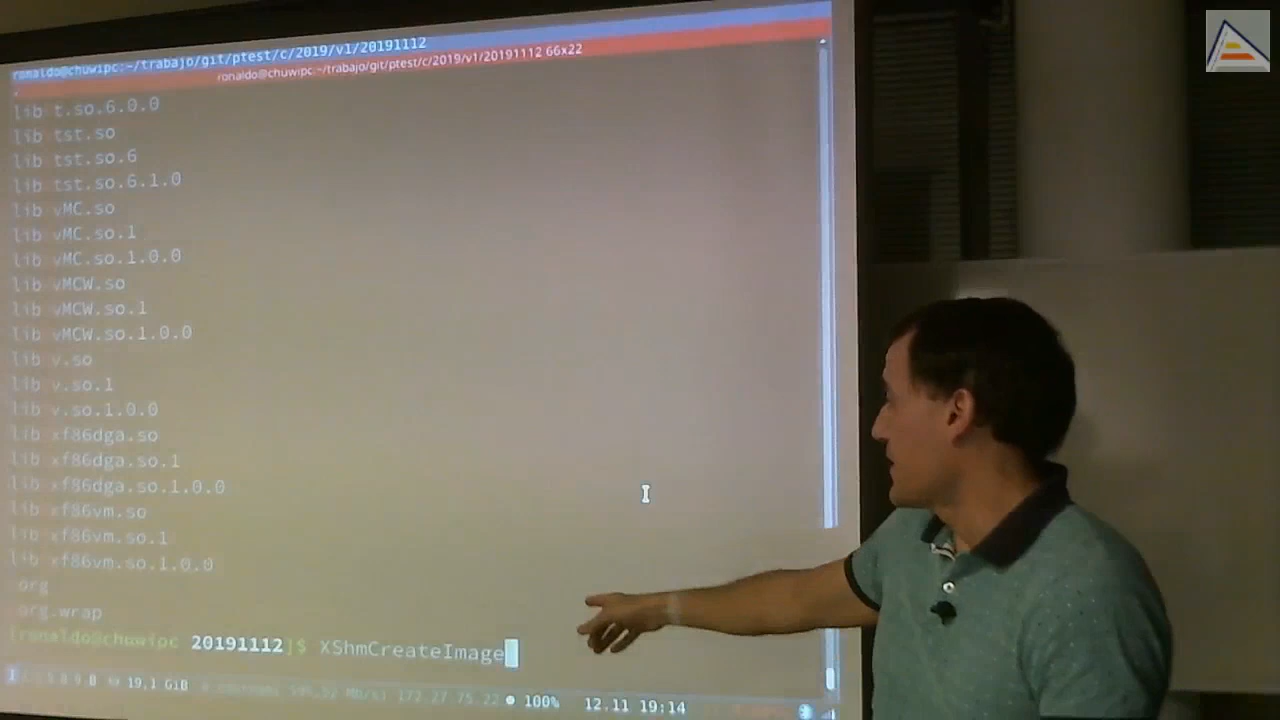 ronaldo@chuwipc:~/trabajo/git/ptest/c/2019/v1/20191112
ronaldo@chuwipc:~/trabajo/git/ptest/c/2019/v1/20191112 66x22
lib t.so.6.0.0
lib tst.so
lib tst.so.6
lib tst.so.6.1.0
lib vMC.so
lib vMC.so.1
lib vMC.so.1.0.0
lib vMCW.so
lib vMCW.so.1
lib vMCW.so.1.0.0
lib v.so
lib v.so.1
lib v.so.1.0.0
lib xf86dga.so
lib xf86dga.so.1
lib xf86dga.so.1.0.0
lib xf86vm.so
lib xf86vm.so.1
lib xf86vm.so.1.0.0
org
org.wrap
[ronaldo@chuwipc 20191112]$ XShmCreateImage
19,1 GiB 172.27.75.22 100% 12.11 19:14